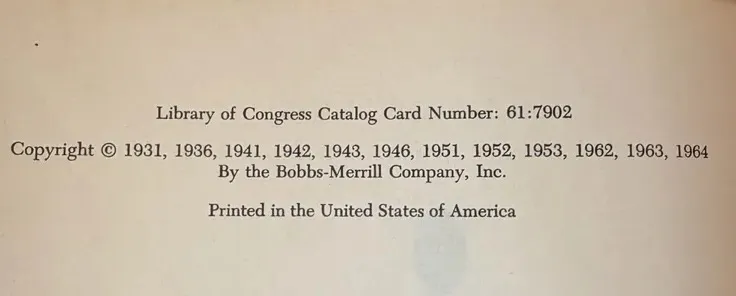 Library of Congress Catalog Card Number: 61:7902
Copyright © 1931, 1936, 1941, 1942, 1943, 1946, 1951, 1952, 1953, 1962, 1963, 1964
By the Bobbs-Merrill Company, Inc.
Printed in the United States of America